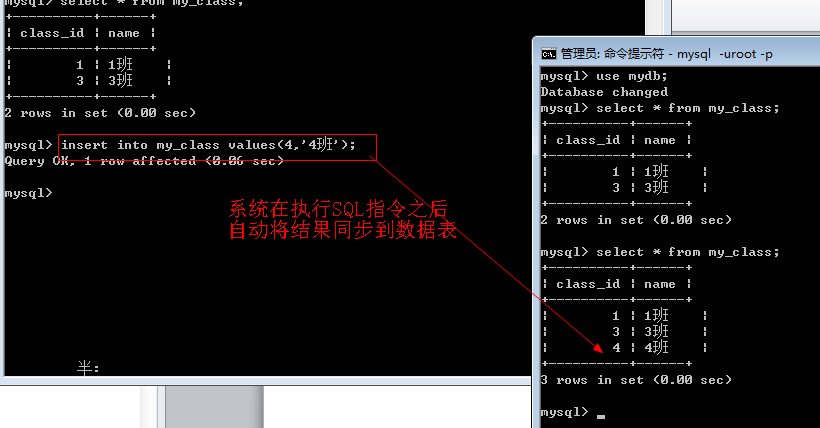 mysql> select * from my_class;
+-----------+------+
| class_id | name |
+-----------+------+
| 1 | 1班 |
| 3 | 3班 |
+-----------+------+
2 rows in set (0.00 sec)
mysql> insert into my_class values(4,'4班');
Query OK, 1 row affected (0.06 sec)
mysql>
系统在执行SQL指令之后
自动将结果同步到数据表
半:
管理员: 命令提示符 - mysql -uroot -p
mysql> use mydb;
Database changed
mysql> select * from my_class;
+-----------+------+
| class_id | name |
+-----------+------+
| 1 | 1班 |
| 3 | 3班 |
+-----------+------+
2 rows in set (0.00 sec)
mysql> select * from my_class;
+-----------+------+
| class_id | name |
+-----------+------+
| 1 | 1班 |
| 3 | 3班 |
| 4 | 4班 |
+-----------+------+
3 rows in set (0.00 sec)
mysql> _